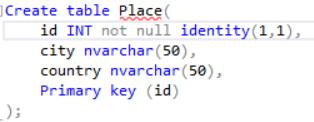 Create table Place(
id INT not null identity(1,1),
city nvarchar(50),
country nvarchar(50),
Primary key (id)
);